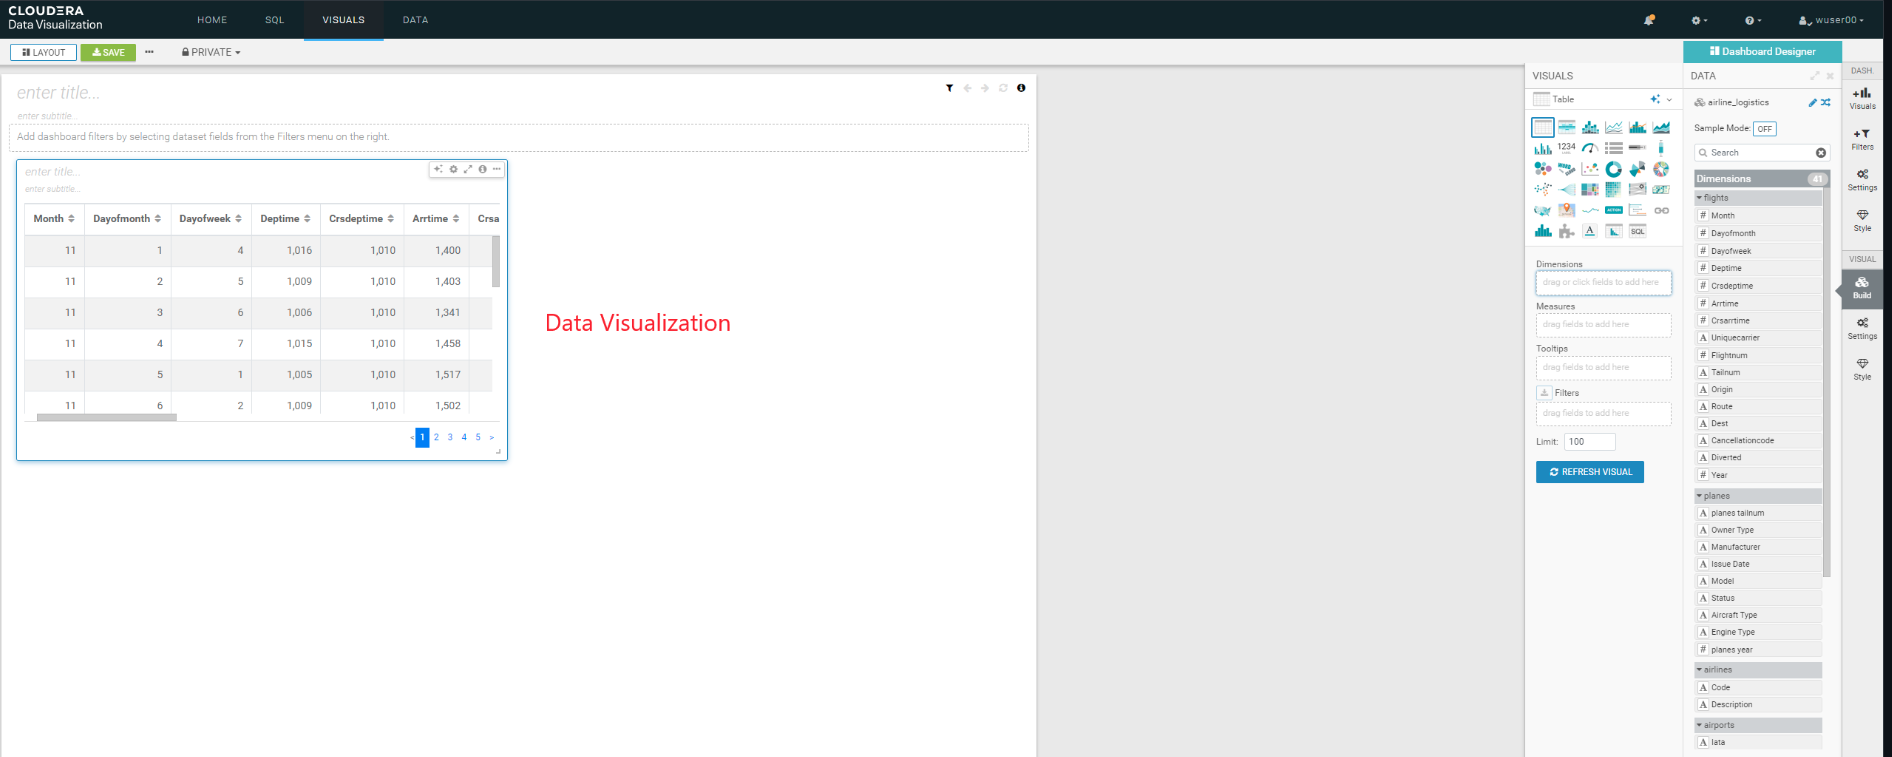 CLOUDERA
Data Visualization
HOME
SQL
VISUALS
DATA
wuser00
LAYOUT
SAVE
PRIVATE
Dashboard Designer
enter title...
enter subtitle...
Add dashboard filters by selecting dataset fields from the Filters menu on the right.
enter title...
enter subtitle...
Month Dayofmonth Dayofweek Deptime Crsdeptime Arrtime Crsa
11 1 4 1,016 1,010 1,400
11 2 5 1,009 1,010 1,403
11 3 6 1,006 1,010 1,341
11 4 7 1,015 1,010 1,458
11 5 1 1,005 1,010 1,517
11 6 2 1,009 1,010 1,502
< 1 2 3 4 5 >
Data Visualization
VISUALS
Table
1234
ACTION
A
SQL
Dimensions
drag or click fields to add here
Measures
drag fields to add here
Tooltips
drag fields to add here
Filters
drag fields to add here
Limit: 100
REFRESH VISUAL
DATA
airline_logistics
Sample Mode: OFF
Search
Dimensions 41
flights
# Month
# Dayofmonth
# Dayofweek
# Deptime
# Crsdeptime
# Arrtime
# Crsarrtime
A Uniquecarrier
# Flightnum
A Tailnum
A Origin
A Route
A Dest
A Cancellationcode
A Diverted
# Year
planes
A planes tailnum
A Owner Type
A Manufacturer
A Issue Date
A Model
A Status
A Aircraft Type
A Engine Type
# planes year
airlines
A Code
A Description
airports
A Iata
DASH.
Visuals
Filters
Settings
Style
VISUAL
Build
Settings
Style